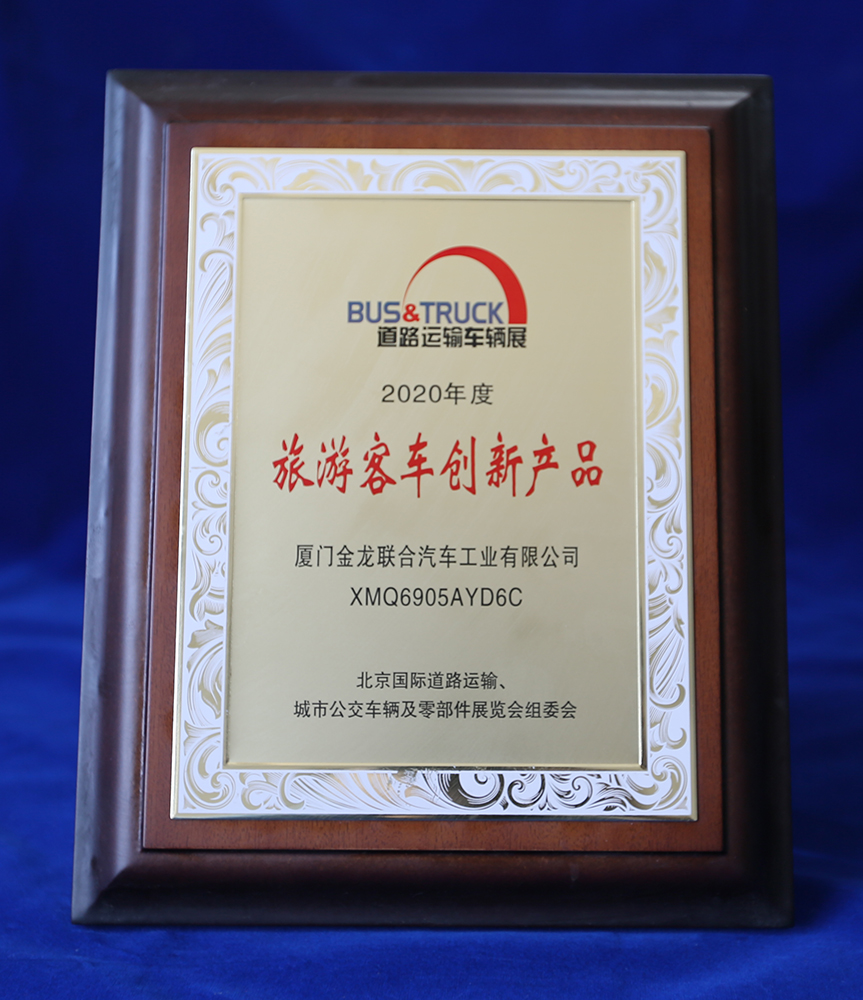 BUS&TRUCK
道路运输车辆展
2020年度
旅游客车创新产品
厦门金龙联合汽车工业有限公司
XMQ6905AYD6C
北京国际道路运输、
城市公交车辆及零部件展览会组委会